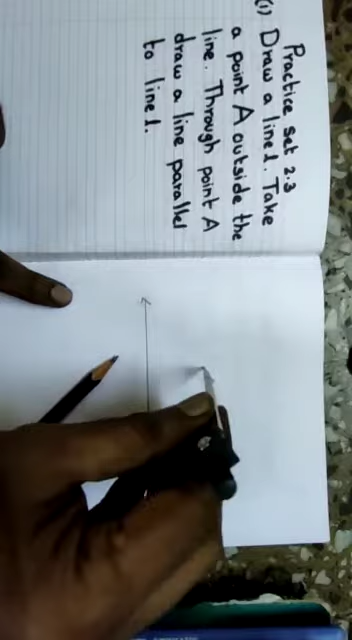 Practice Set 2.3
(1) Draw a line l. Take
a point A outside the
line. Through point A
draw a line parallel
to line l.